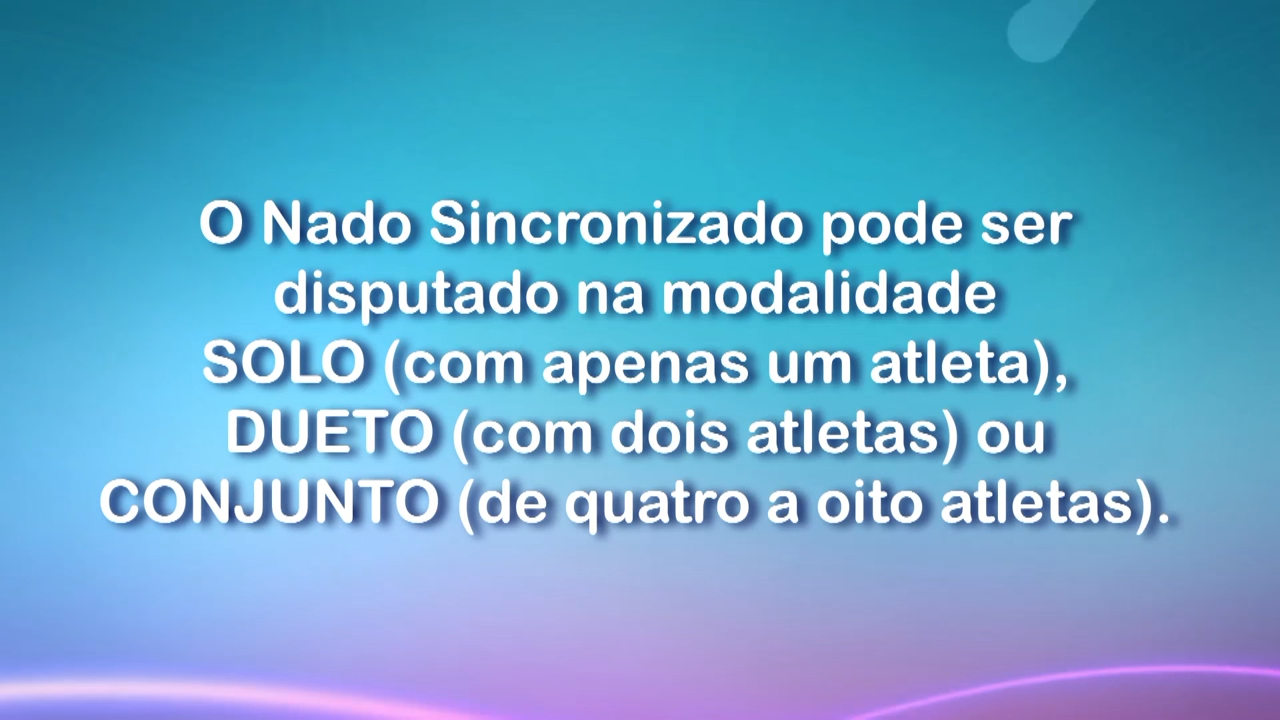 O Nado Sincronizado pode ser
disputado na modalidade
SOLO (com apenas um atleta),
DUETO (com dois atletas) ou
CONJUNTO (de quatro a oito atletas).